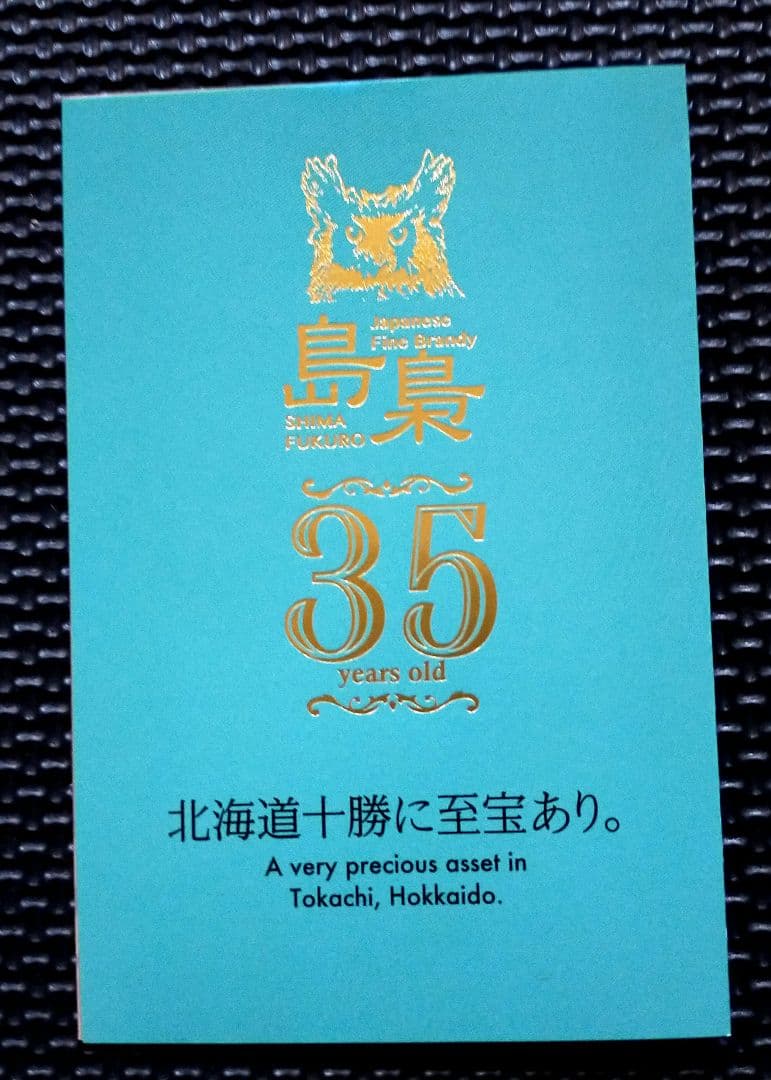 Japanese
Fine Brandy
島梟
SHIMA
FUKURO
35
years old
北海道十勝に至宝あり。
A very precious asset in
Tokachi, Hokkaido.